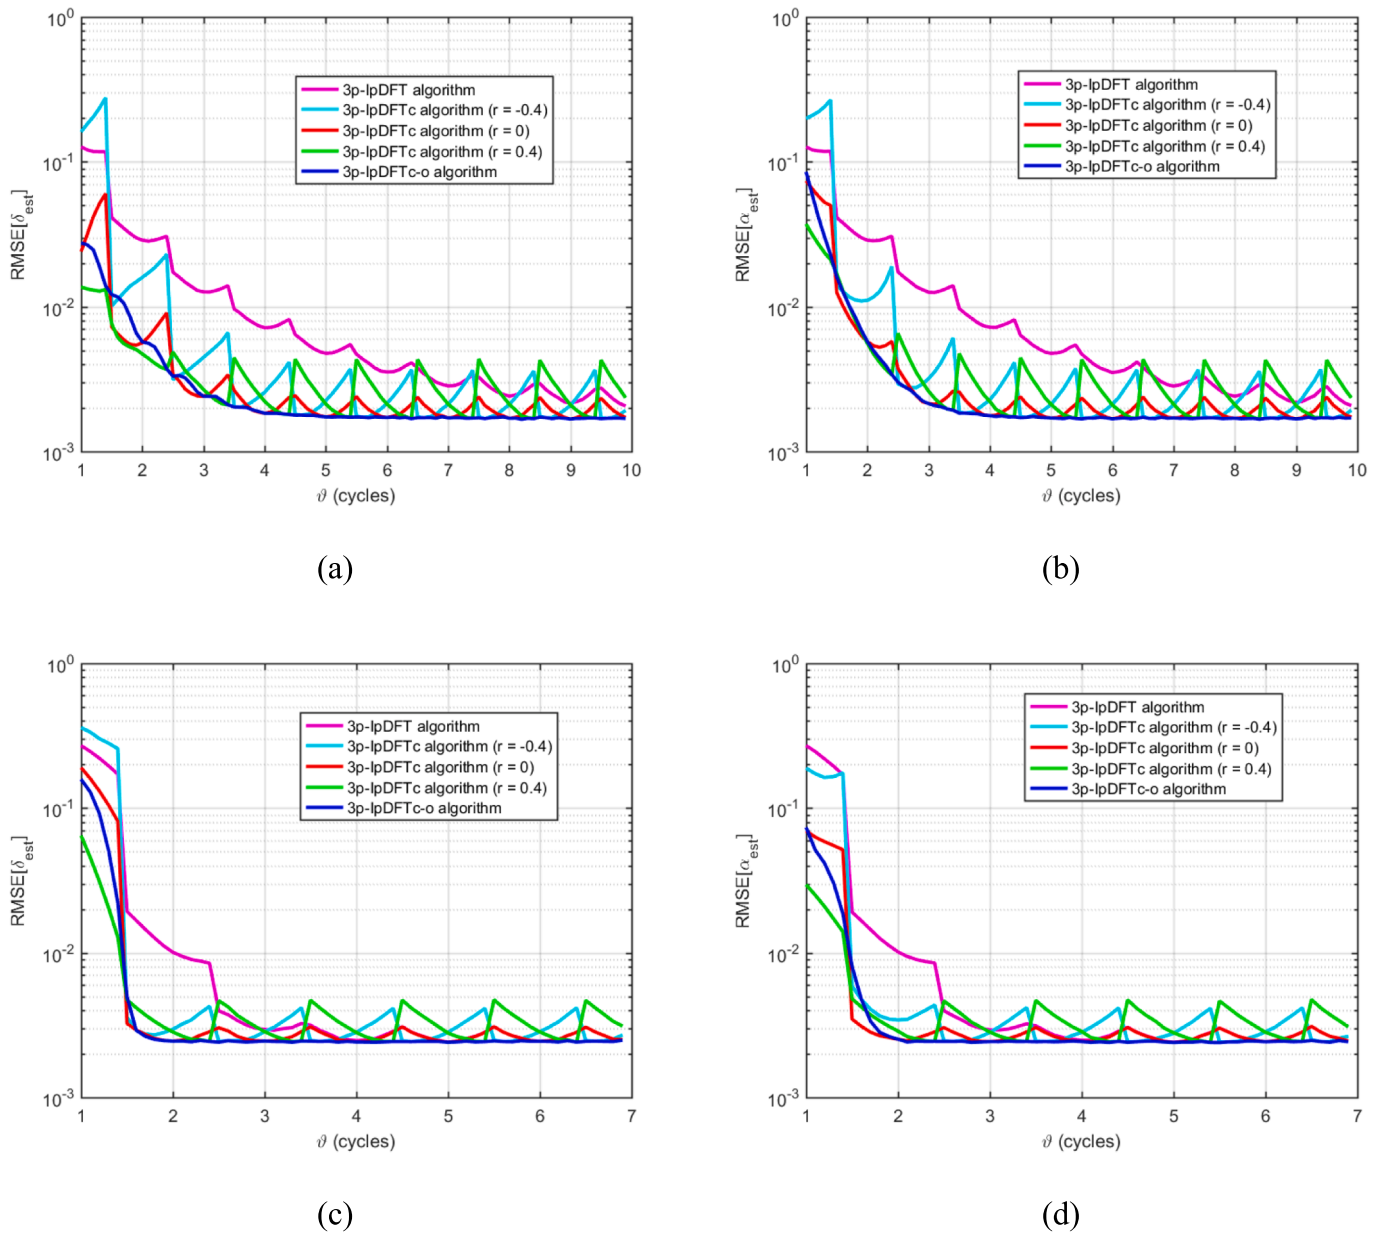 10^0
10^-1
10^-2
10^-3
RMSE[δ_est]
3p-IpDFT algorithm
3p-IpDFTc algorithm (r = -0.4)
3p-IpDFTc algorithm (r = 0)
3p-IpDFTc algorithm (r = 0.4)
3p-IpDFTc-o algorithm
1 2 3 4 5 6 7 8 9 10
ϑ (cycles)
(a)
10^0
10^-1
10^-2
10^-3
RMSE[α_est]
3p-IpDFT algorithm
3p-IpDFTc algorithm (r = -0.4)
3p-IpDFTc algorithm (r = 0)
3p-IpDFTc algorithm (r = 0.4)
3p-IpDFTc-o algorithm
1 2 3 4 5 6 7 8 9 10
ϑ (cycles)
(b)
10^0
10^-1
10^-2
10^-3
RMSE[δ_est]
3p-IpDFT algorithm
3p-IpDFTc algorithm (r = -0.4)
3p-IpDFTc algorithm (r = 0)
3p-IpDFTc algorithm (r = 0.4)
3p-IpDFTc-o algorithm
1 2 3 4 5 6 7
ϑ (cycles)
(c)
10^0
10^-1
10^-2
10^-3
RMSE[α_est]
3p-IpDFT algorithm
3p-IpDFTc algorithm (r = -0.4)
3p-IpDFTc algorithm (r = 0)
3p-IpDFTc algorithm (r = 0.4)
3p-IpDFTc-o algorithm
1 2 3 4 5 6 7
ϑ (cycles)
(d)